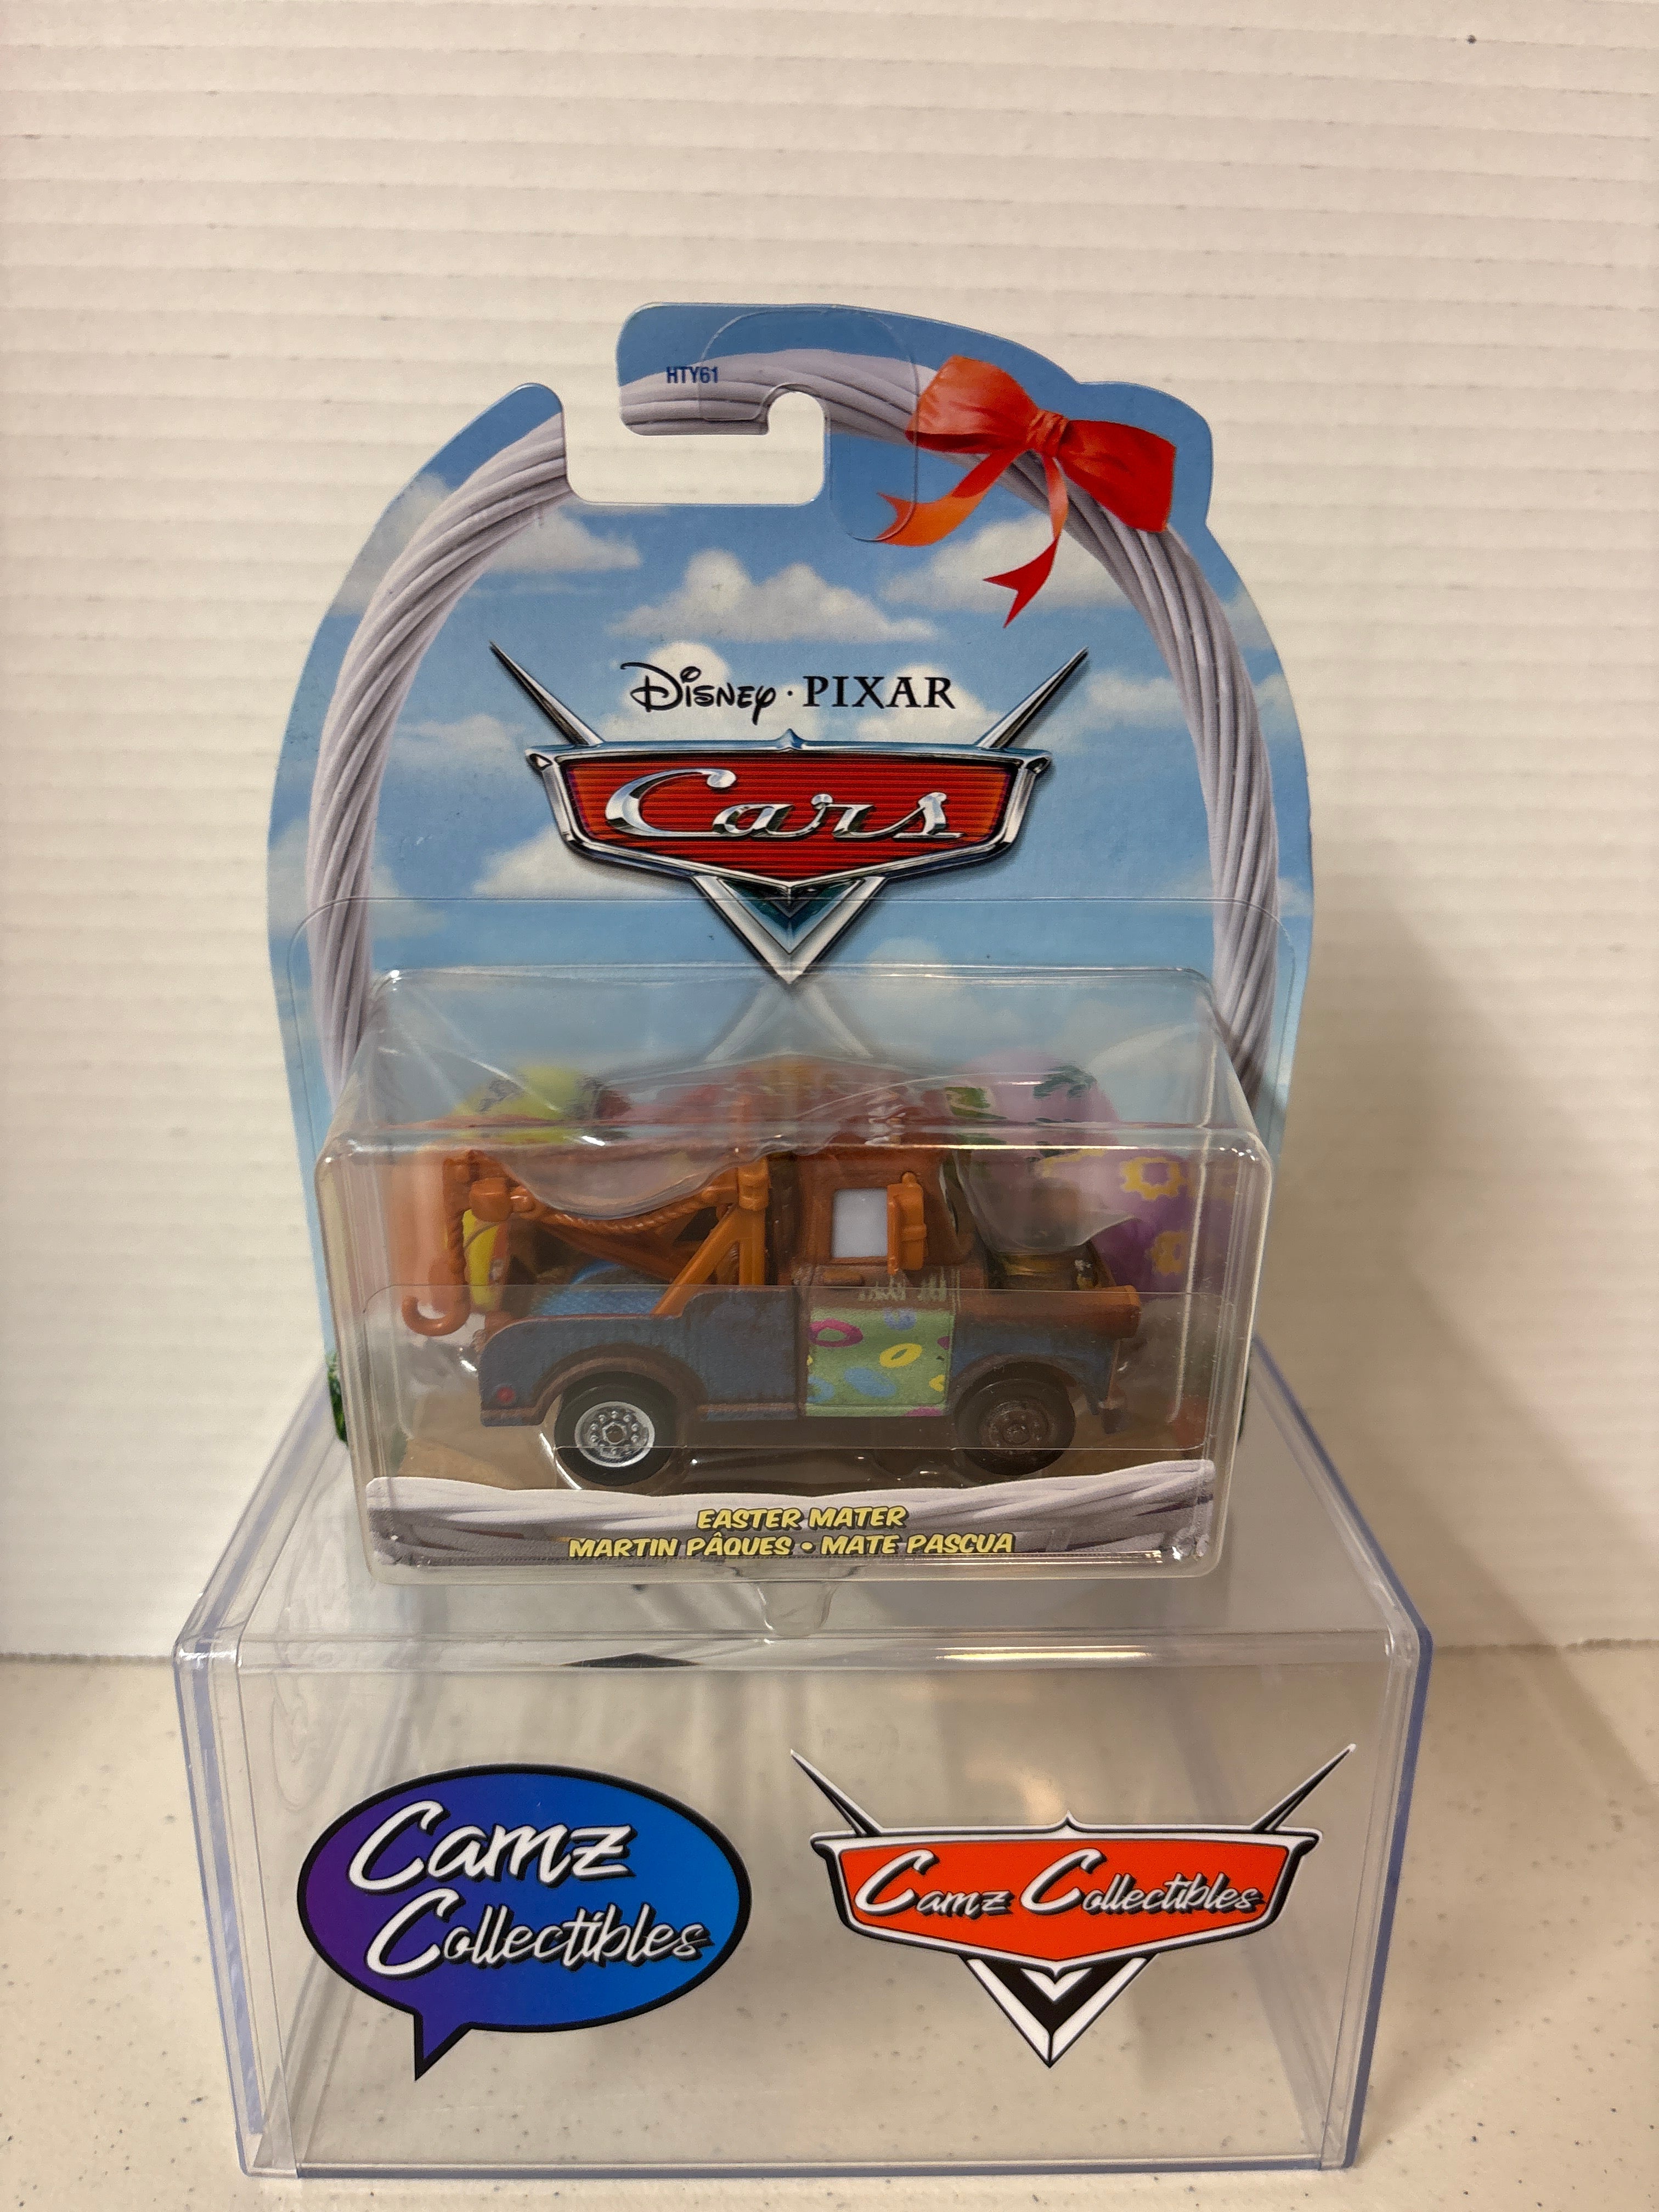 HTY61
Disney · PIXAR
Cars
EASTER MATER
MARTIN PÂQUES • MATE PASCUA
Camz
Collectibles
Camz Collectibles